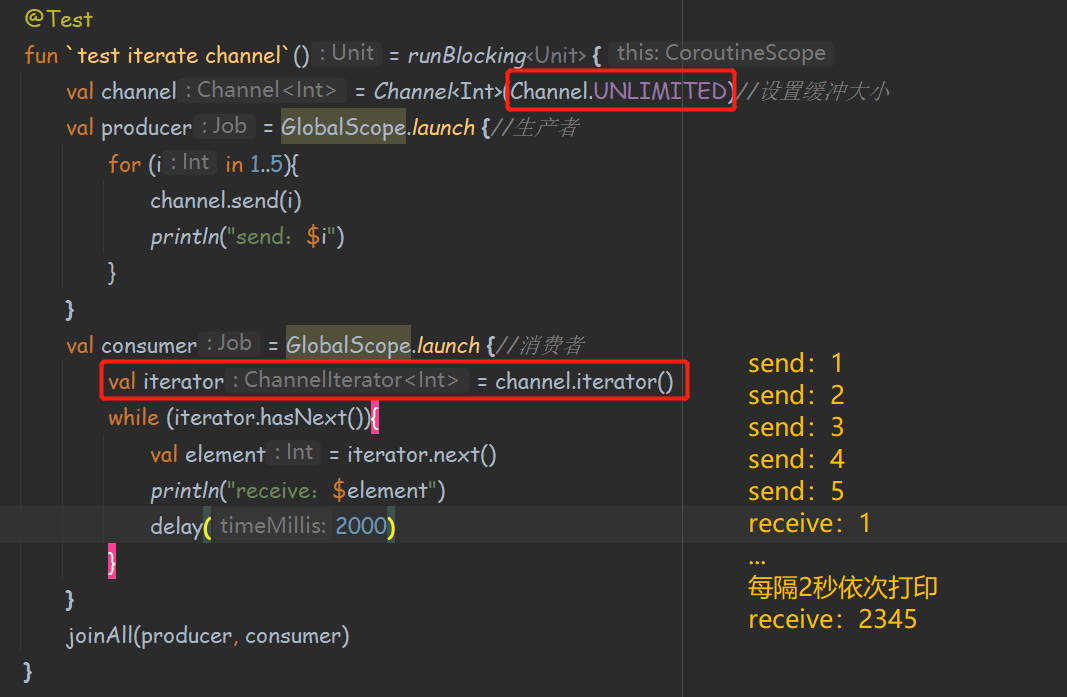 @Test
fun `test iterate channel`() : Unit = runBlocking<Unit> { this: CoroutineScope
val channel : Channel<Int> = Channel<Int>(Channel.UNLIMITED)//设置缓冲大小
val producer : Job = GlobalScope.launch {//生产者
for (i : Int in 1..5){
channel.send(i)
println("send：$i")
}
}
val consumer : Job = GlobalScope.launch {//消费者
val iterator : ChannelIterator<Int> = channel.iterator()
while (iterator.hasNext()){
val element : Int = iterator.next()
println("receive：$element")
delay( timeMillis: 2000)
}
}
joinAll(producer, consumer)
}
send：1
send：2
send：3
send：4
send：5
receive：1
...
每隔2秒依次打印
receive：2345